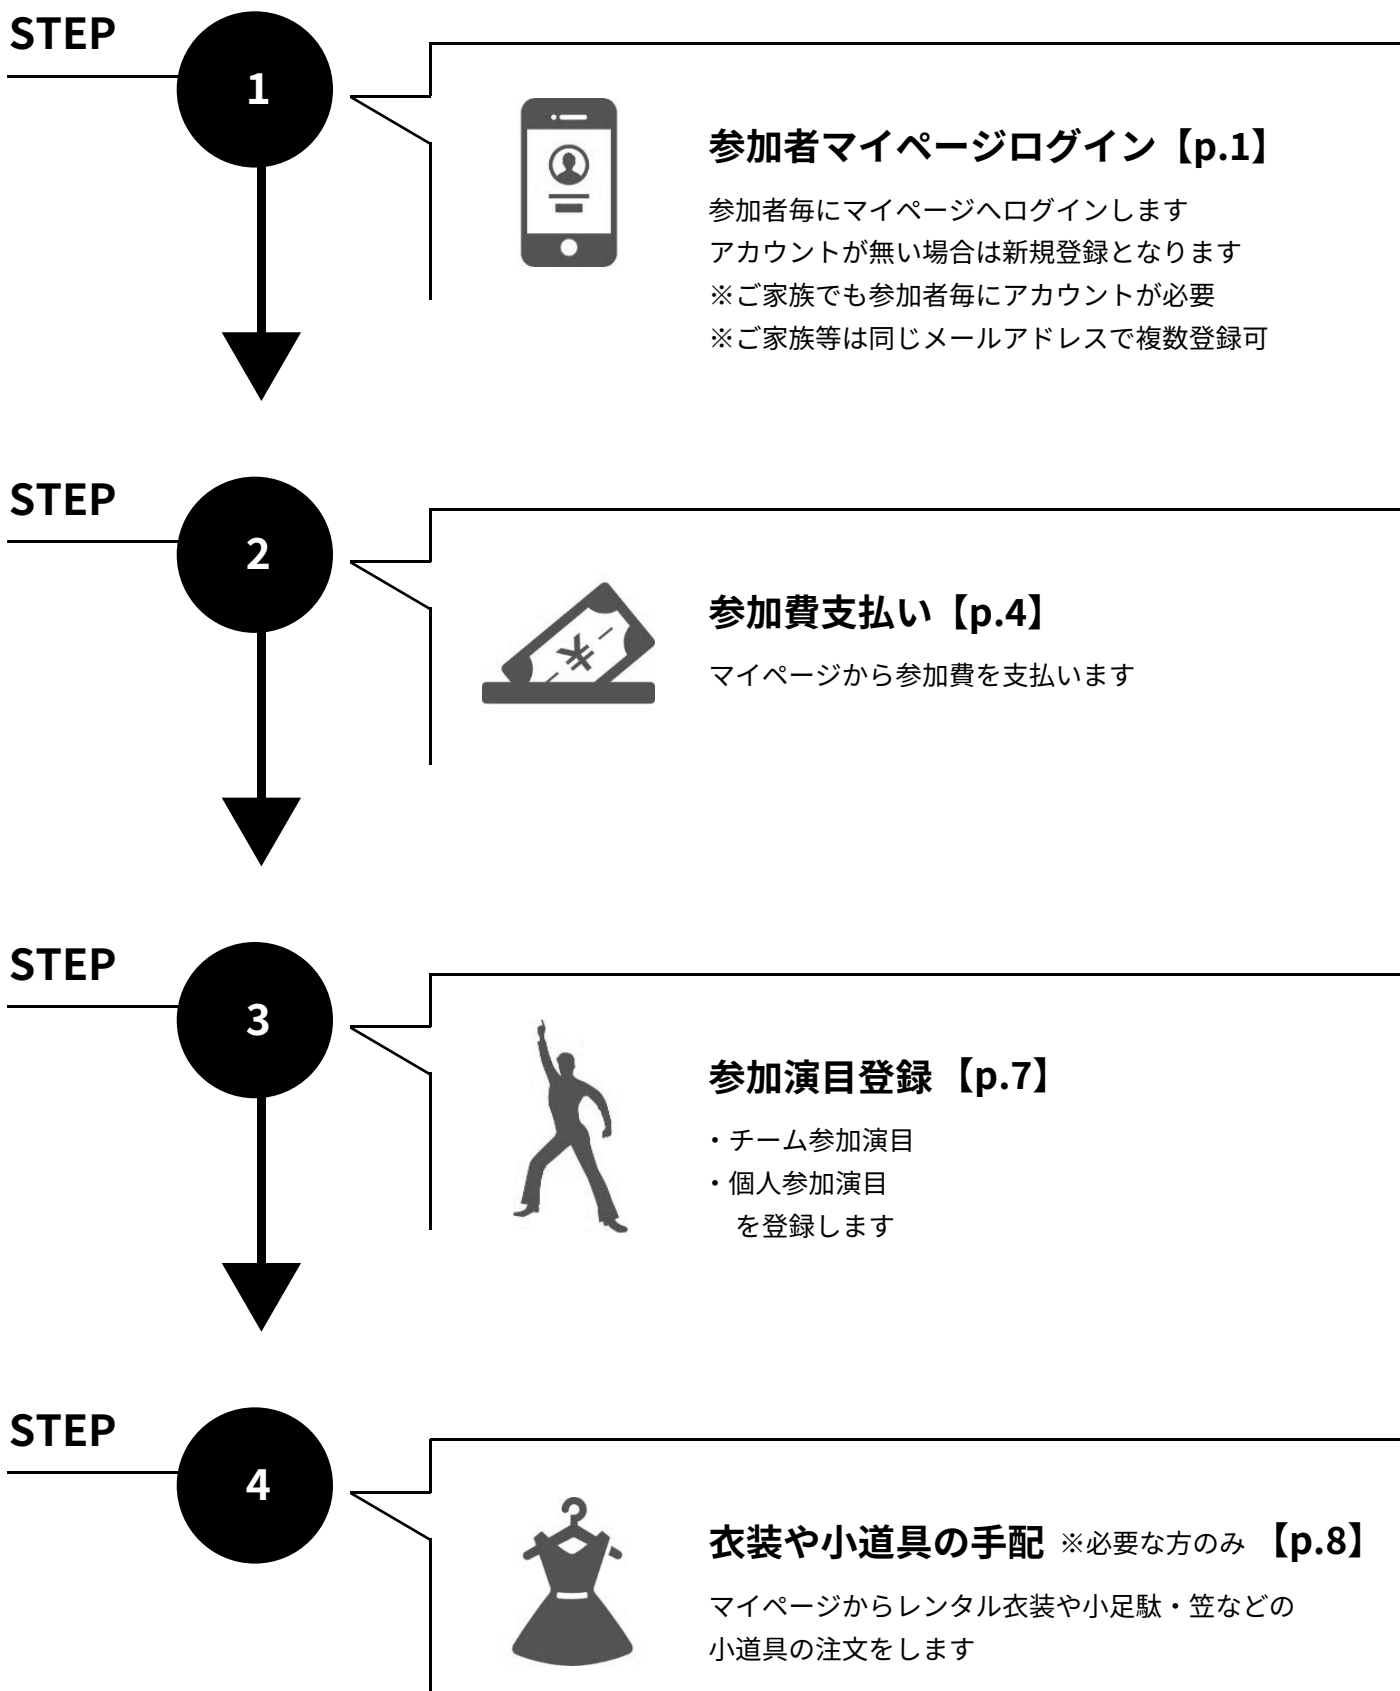 STEP
1
参加者マイページログイン【p.1】
参加者毎にマイページへログインします
アカウントが無い場合は新規登録となります
※ご家族でも参加者毎にアカウントが必要
※ご家族等は同じメールアドレスで複数登録可
STEP
2
¥
参加費支払い【p.4】
マイページから参加費を支払います
STEP
3
参加演目登録【p.7】
・チーム参加演目
・個人参加演目
を登録します
STEP
4
衣装や小道具の手配 ※必要な方のみ 【p.8】
マイページからレンタル衣装や小足駄・笠などの
小道具の注文をします